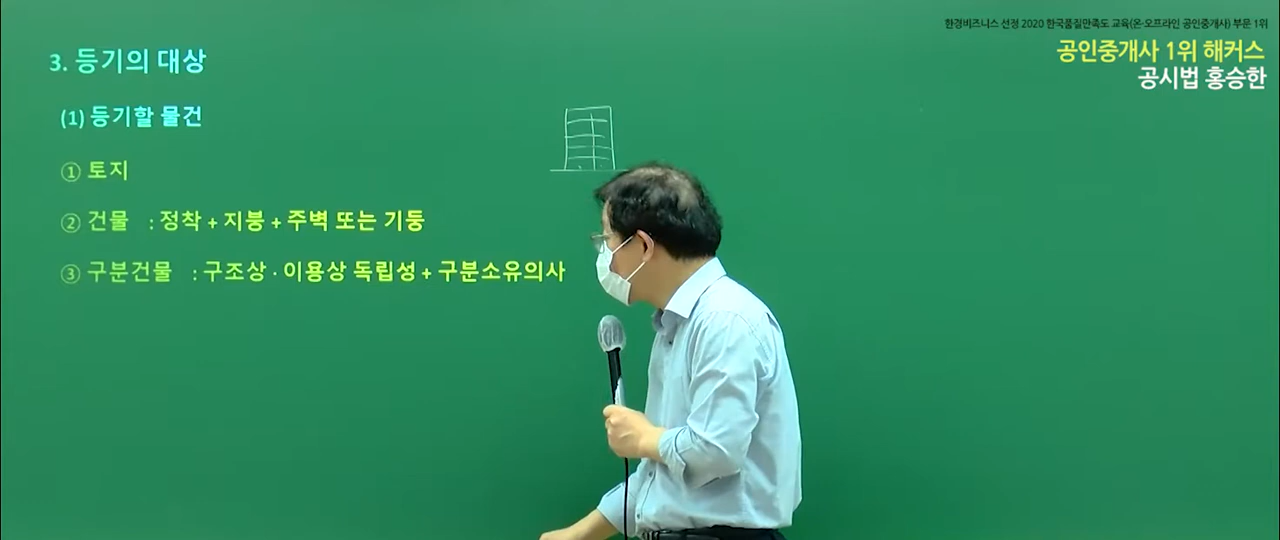 한경비즈니스 선정 2020 한국품질만족도 교육(온·오프라인 공인중개사) 부문 1위
공인중개사 1위 해커스
공시법 홍승한
3. 등기의 대상
(1) 등기할 물건
① 토지
② 건물 : 정착 + 지붕 + 주벽 또는 기둥
③ 구분건물 : 구조상 · 이용상 독립성 + 구분소유의사